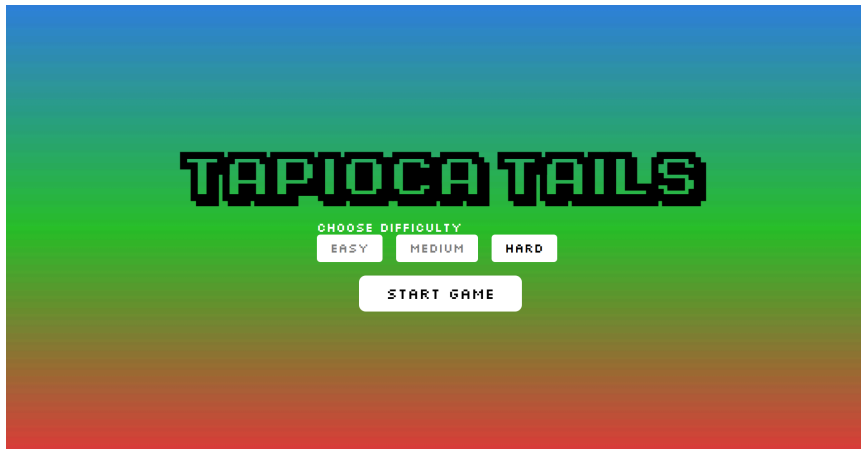 TAPIOCA TAILS
CHOOSE DIFFICULTY
EASY MEDIUM HARD
START GAME